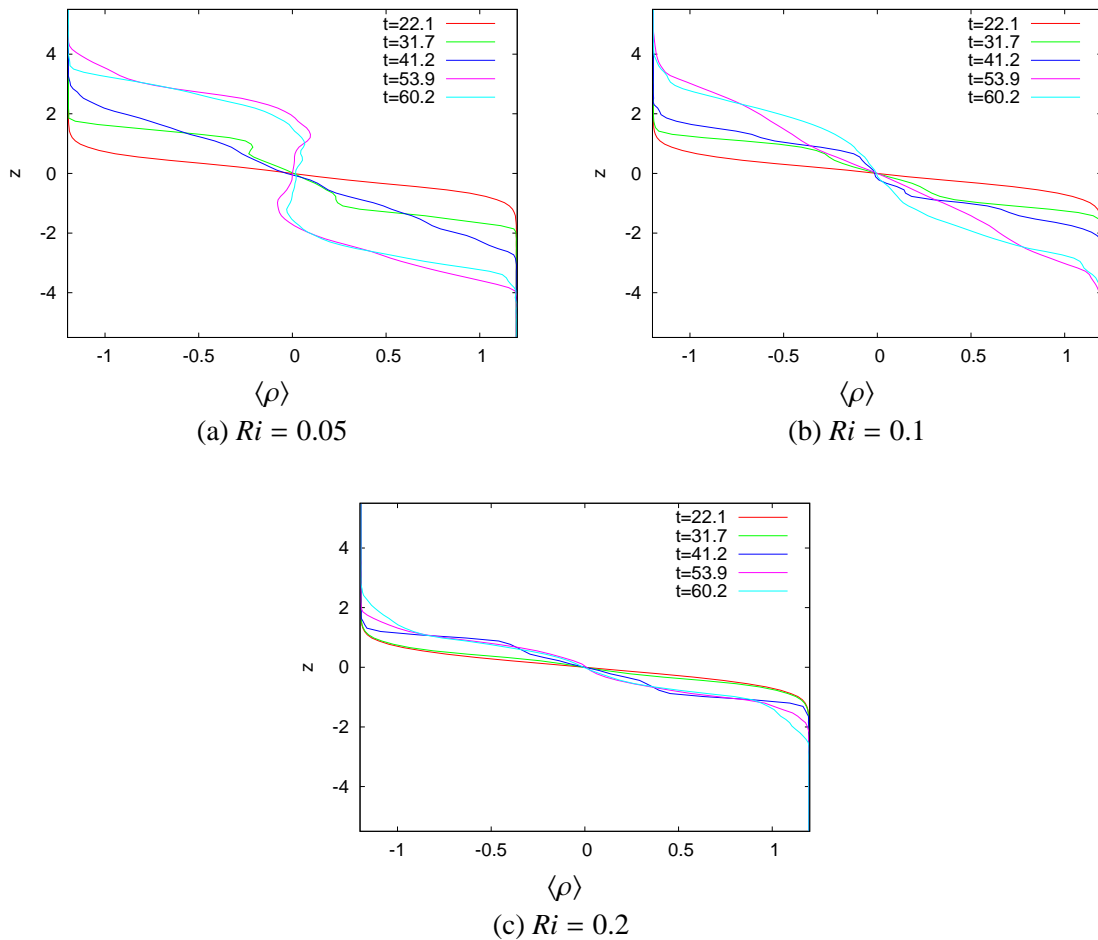 t=22.1
t=31.7
t=41.2
t=53.9
t=60.2
4
2
0
-2
-4
z
-1 -0.5 0 0.5 1
⟨ρ⟩
(a) Ri = 0.05
t=22.1
t=31.7
t=41.2
t=53.9
t=60.2
4
2
0
-2
-4
z
-1 -0.5 0 0.5 1
⟨ρ⟩
(b) Ri = 0.1
t=22.1
t=31.7
t=41.2
t=53.9
t=60.2
4
2
0
-2
-4
z
-1 -0.5 0 0.5 1
⟨ρ⟩
(c) Ri = 0.2